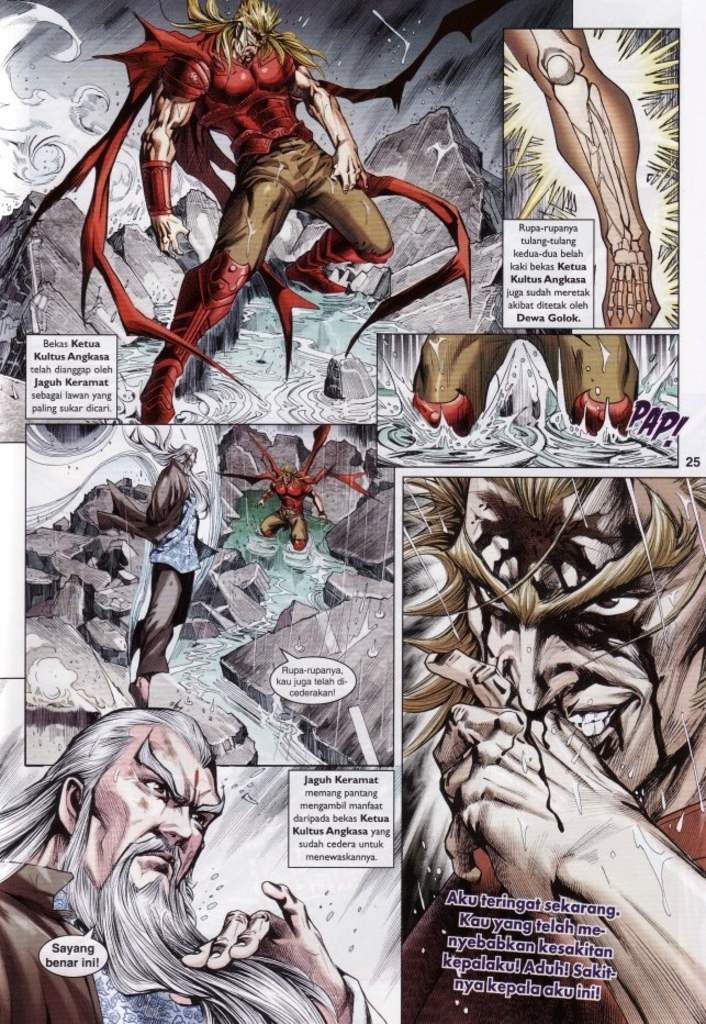 Bekas Ketua
Kultus Angkasa
telah dianggap oleh
Jaguh Keramat
sebagai lawan yang
paling sukar dicari.
Rupa-rupanya
tulang-tulang
kedua-dua belah
kaki bekas Ketua
Kultus Angkasa
juga sudah meretak
akibat ditetak oleh
Dewa Golok.
PAP!
25
Rupa-rupanya,
kau juga telah di-
cederakan!
Jaguh Keramat
memang pantang
mengambil manfaat
daripada bekas Ketua
Kultus Angkasa yang
sudah cedera untuk
menewaskannya.
Sayang
benar ini!
Aku teringat sekarang.
Kau yang telah me-
nyebabkan kesakitan
kepalaku! Aduh! Sakit-
nya kepala aku ini!